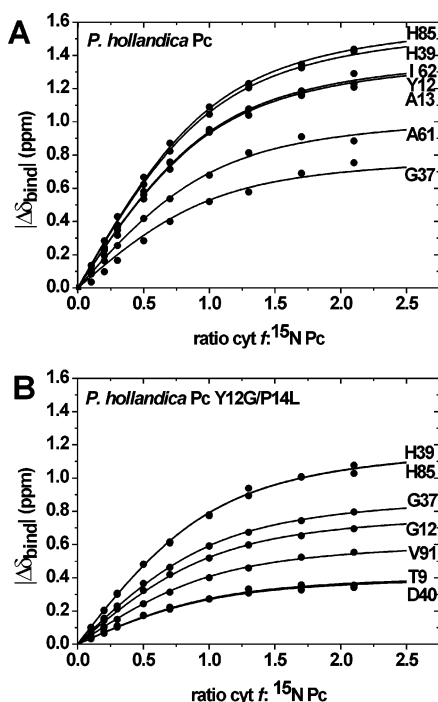 A
P. hollandica Pc
1.6
1.4
1.2
1.0
0.8
0.6
0.4
0.2
0.0
|Δδbind| (ppm)
H85
H39
I 62
Y12
A13
A61
G37
0.0 0.5 1.0 1.5 2.0 2.5
ratio cyt f:¹⁵N Pc
B
P. hollandica Pc Y12G/P14L
1.6
1.4
1.2
1.0
0.8
0.6
0.4
0.2
0.0
|Δδbind| (ppm)
H39
H85
G37
G12
V91
T9
D40
0.0 0.5 1.0 1.5 2.0 2.5
ratio cyt f: ¹⁵N Pc